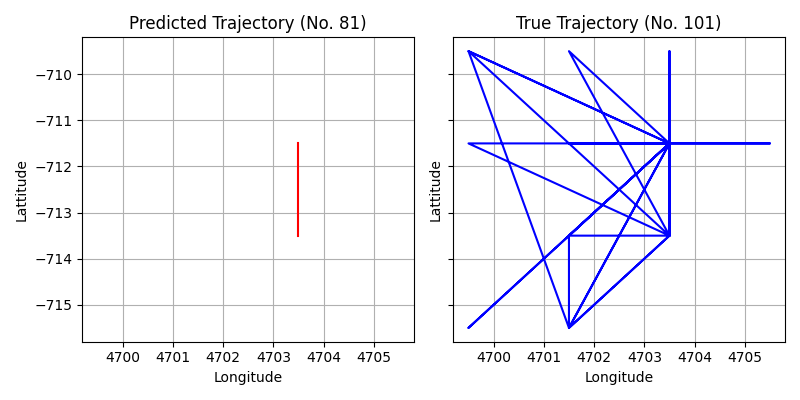 Predicted Trajectory (No. 81)
Lattitude
−710
−711
−712
−713
−714
−715
4700 4701 4702 4703 4704 4705
Longitude
True Trajectory (No. 101)
Lattitude
4700 4701 4702 4703 4704 4705
Longitude